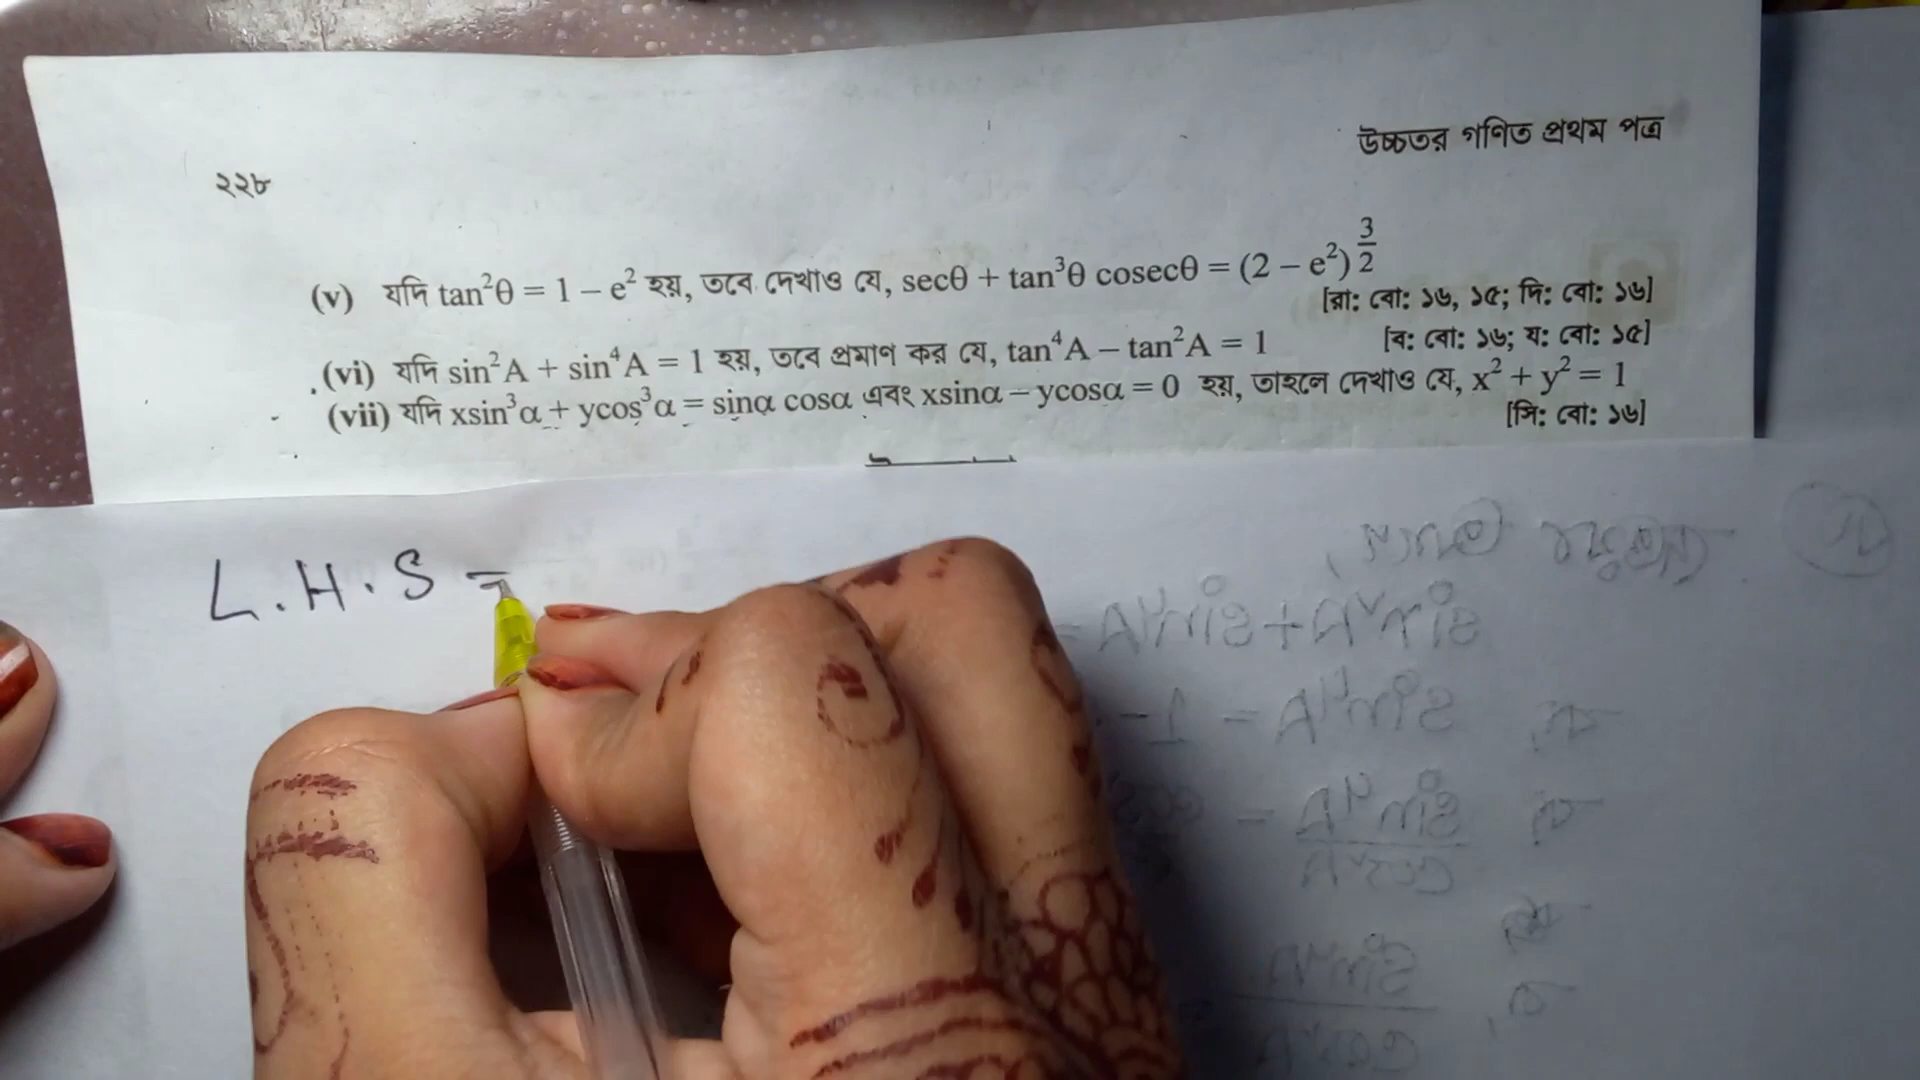 ২২৮
উচ্চতর গণিত প্রথম পত্র
(v) যদি tan²θ = 1 – e² হয়, তবে দেখাও যে, secθ + tan³θ cosecθ = (2 – e²)^(3/2)
[রা: বো: ১৬, ১৫; দি: বো: ১৬]
(vi) যদি sin²A + sin⁴A = 1 হয়, তবে প্রমাণ কর যে, tan⁴A – tan²A = 1
[ব: বো: ১৬; য: বো: ১৫]
(vii) যদি xsin³α + ycos³α = sinα cosα এবং xsinα – ycosα = 0 হয়, তাহলে দেখাও যে, x² + y² = 1
[সি: বো: ১৬]
L.H.S =